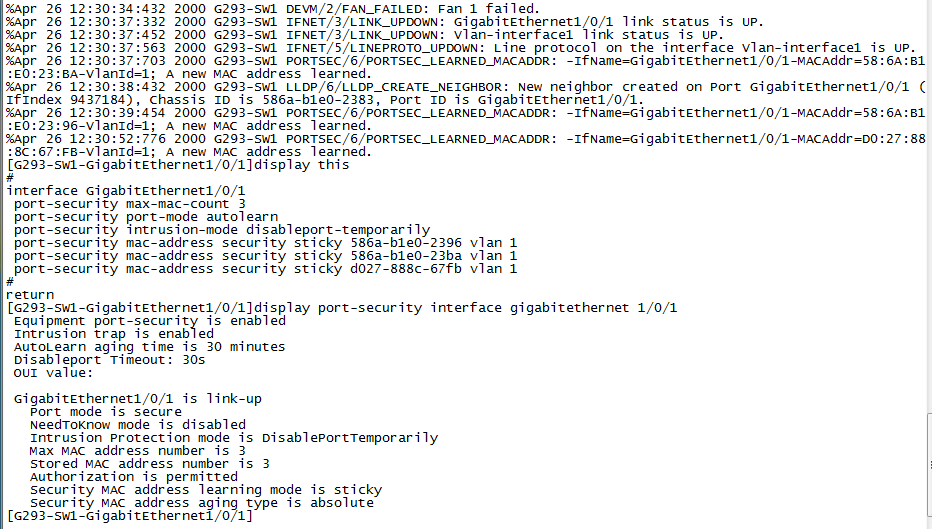 %Apr 26 12:30:34:432 2000 G293-SW1 DEVM/2/FAN_FAILED: Fan 1 failed.
%Apr 26 12:30:37:332 2000 G293-SW1 IFNET/3/LINK_UPDOWN: GigabitEthernet1/0/1 link status is UP.
%Apr 26 12:30:37:452 2000 G293-SW1 IFNET/3/LINK_UPDOWN: Vlan-interface1 link status is UP.
%Apr 26 12:30:37:563 2000 G293-SW1 IFNET/5/LINEPROTO_UPDOWN: Line protocol on the interface Vlan-interface1 is UP.
%Apr 26 12:30:37:703 2000 G293-SW1 PORTSEC/6/PORTSEC_LEARNED_MACADDR: -IfName=GigabitEthernet1/0/1-MACAddr=58:6A:B1
:E0:23:BA-VlanId=1; A new MAC address learned.
%Apr 26 12:30:38:432 2000 G293-SW1 LLDP/6/LLDP_CREATE_NEIGHBOR: New neighbor created on Port GigabitEthernet1/0/1 (
IfIndex 9437184), Chassis ID is 586a-b1e0-2383, Port ID is GigabitEthernet1/0/1.
%Apr 26 12:30:39:454 2000 G293-SW1 PORTSEC/6/PORTSEC_LEARNED_MACADDR: -IfName=GigabitEthernet1/0/1-MACAddr=58:6A:B1
:E0:23:96-VlanId=1; A new MAC address learned.
%Apr 26 12:30:52:776 2000 G293-SW1 PORTSEC/6/PORTSEC_LEARNED_MACADDR: -IfName=GigabitEthernet1/0/1-MACAddr=D0:27:88
:8C:67:FB-VlanId=1; A new MAC address learned.
[G293-SW1-GigabitEthernet1/0/1]display this
#
interface GigabitEthernet1/0/1
port-security max-mac-count 3
port-security port-mode autolearn
port-security intrusion-mode disableport-temporarily
port-security mac-address security sticky 586a-b1e0-2396 vlan 1
port-security mac-address security sticky 586a-b1e0-23ba vlan 1
port-security mac-address security sticky d027-888c-67fb vlan 1
#
return
[G293-SW1-GigabitEthernet1/0/1]display port-security interface gigabitethernet 1/0/1
Equipment port-security is enabled
Intrusion trap is enabled
AutoLearn aging time is 30 minutes
Disableport Timeout: 30s
OUI value:
GigabitEthernet1/0/1 is link-up
Port mode is secure
NeedToKnow mode is disabled
Intrusion Protection mode is DisablePortTemporarily
Max MAC address number is 3
Stored MAC address number is 3
Authorization is permitted
Security MAC address learning mode is sticky
Security MAC address aging type is absolute
[G293-SW1-GigabitEthernet1/0/1]